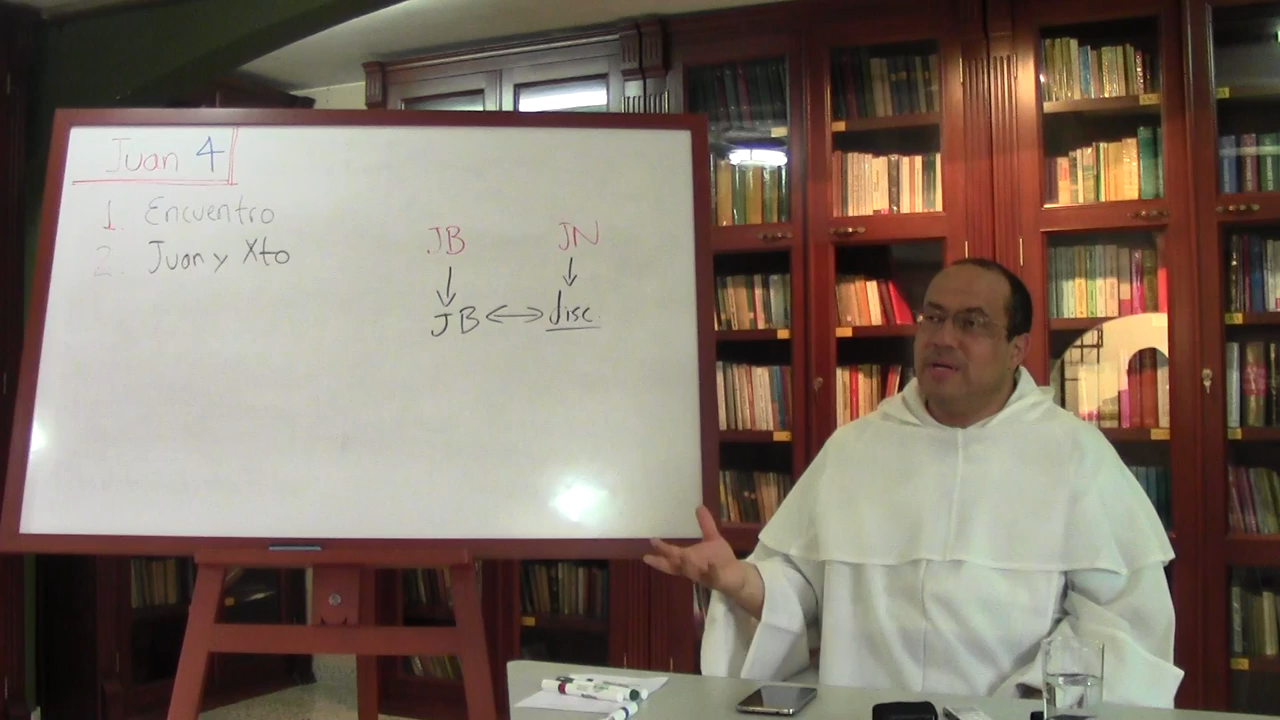 Juan 4
1. Encuentro
2. Juan y Xto
JB JN
JB disc.